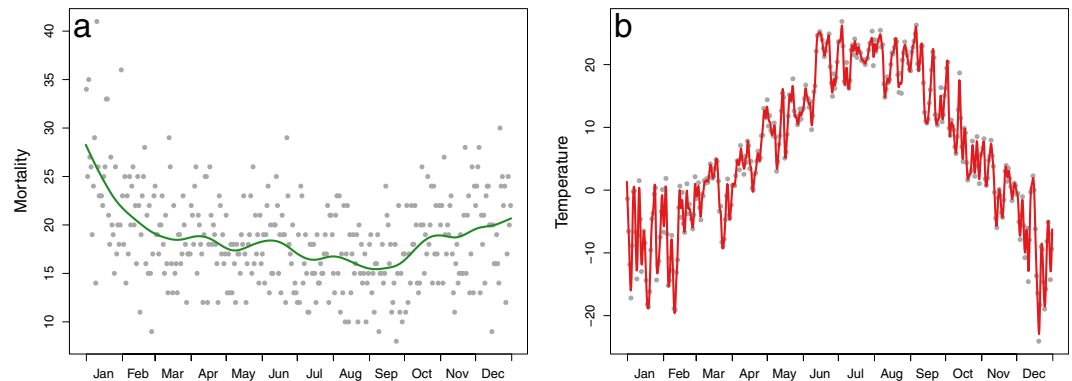 a
Mortality
40
35
30
25
20
15
10
Jan Feb Mar Apr May Jun Jul Aug Sep Oct Nov Dec
b
Temperature
20
10
0
−10
−20
Jan Feb Mar Apr May Jun Jul Aug Sep Oct Nov Dec